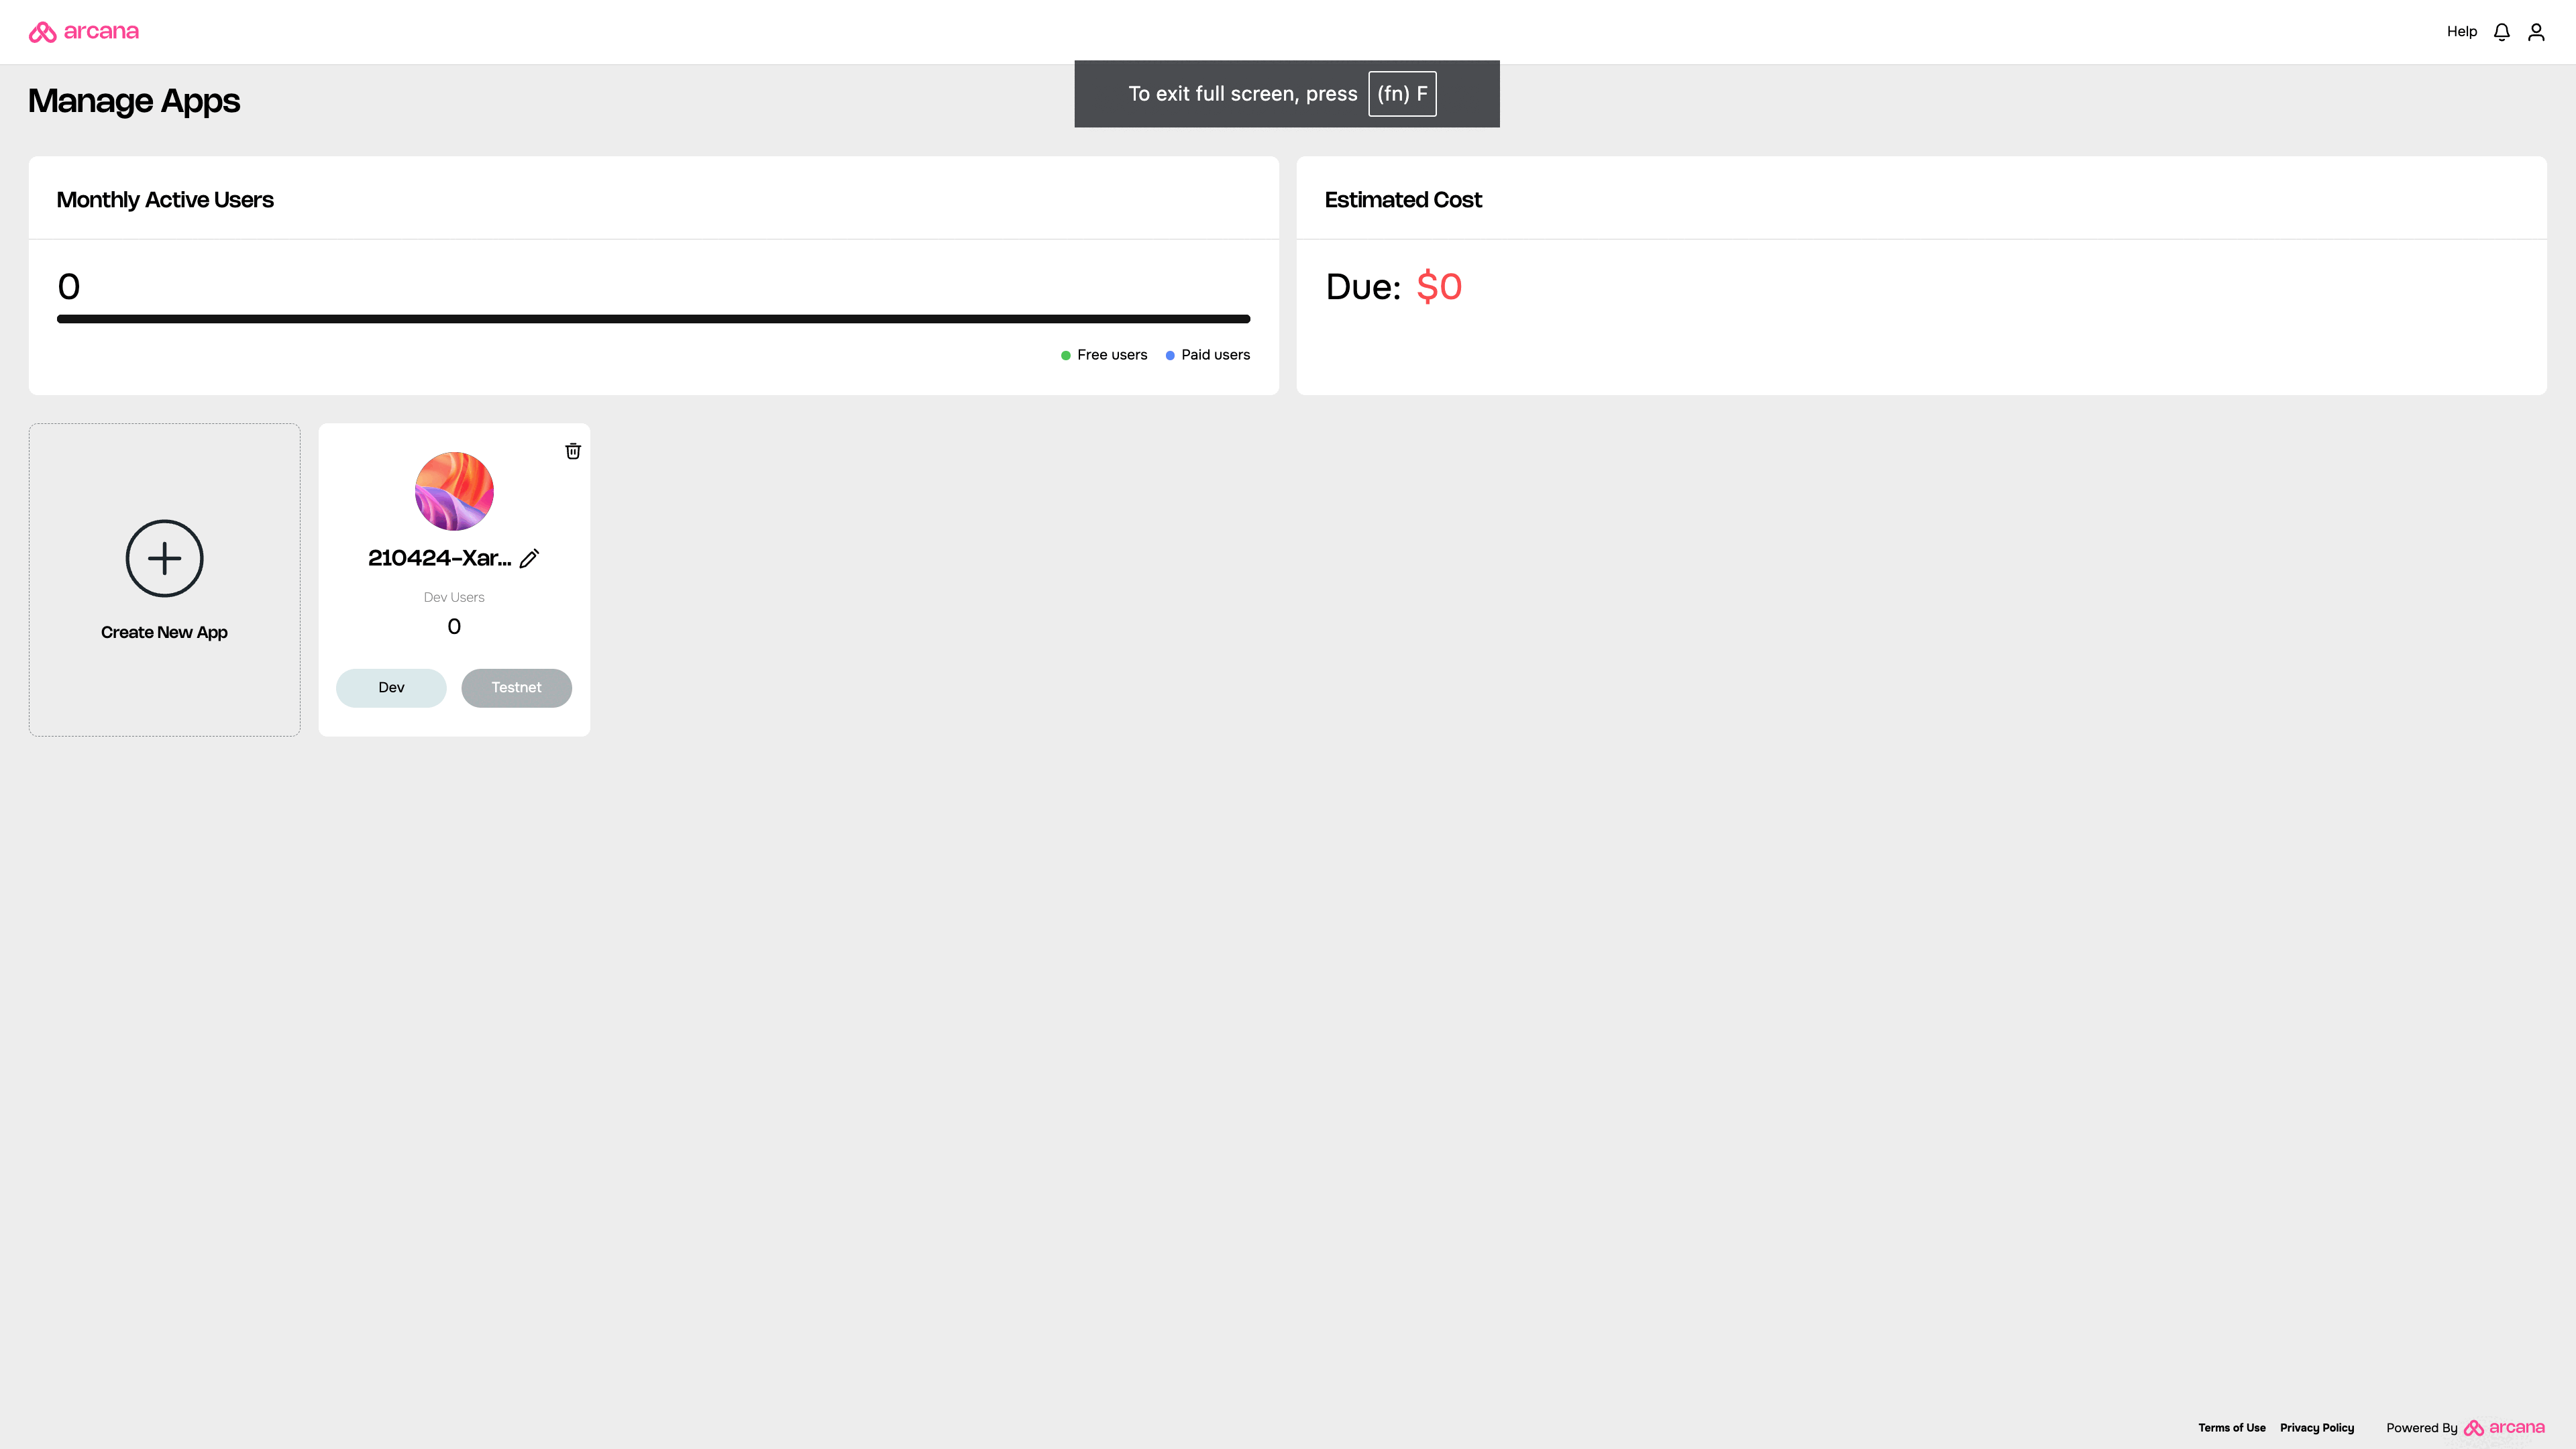 arcana
Help
To exit full screen, press (fn) F
Manage Apps
Monthly Active Users
Estimated Cost
0
Due: $0
Free users
Paid users
210424-Xar...
Dev Users
0
Create New App
Dev
Testnet
Terms of Use
Privacy Policy
Powered By arcana